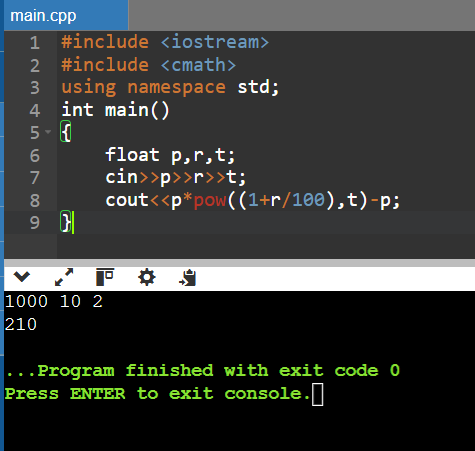 main.cpp
1 #include <iostream>
2 #include <cmath>
3 using namespace std;
4 int main()
5 {
6     float p,r,t;
7     cin>>p>>r>>t;
8     cout<<p*pow((1+r/100),t)-p;
9 }
1000 10 2
210
...Program finished with exit code 0
Press ENTER to exit console.